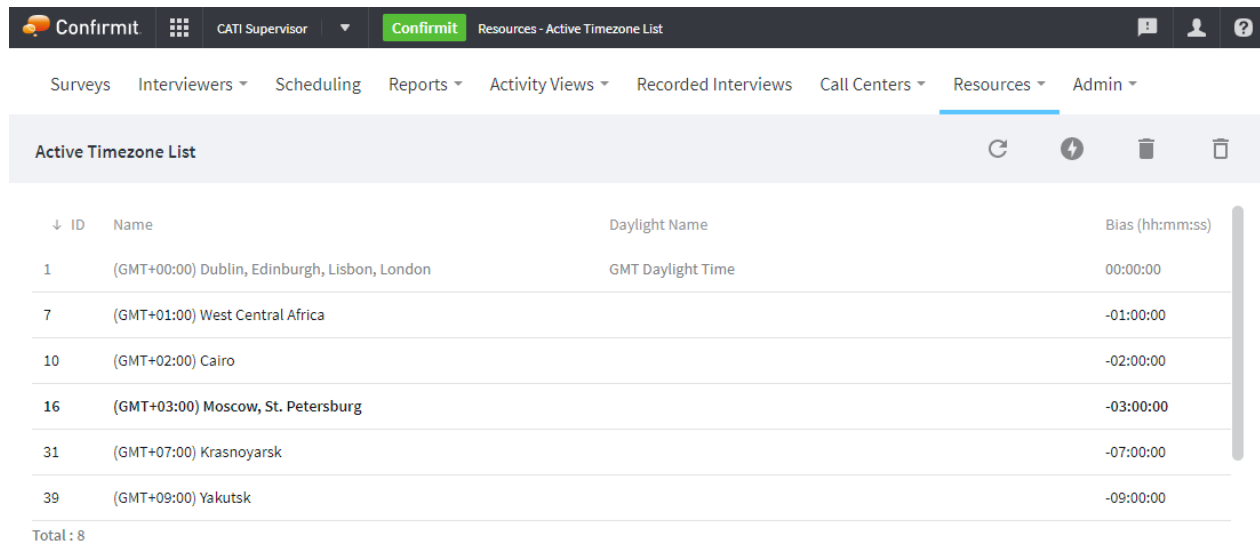 Confirmit. CATI Supervisor Confirmit Resources - Active Timezone List
Surveys Interviewers Scheduling Reports Activity Views Recorded Interviews Call Centers Resources Admin
Active Timezone List
↓ ID Name Daylight Name Bias (hh:mm:ss)
1 (GMT+00:00) Dublin, Edinburgh, Lisbon, London GMT Daylight Time 00:00:00
7 (GMT+01:00) West Central Africa -01:00:00
10 (GMT+02:00) Cairo -02:00:00
16 (GMT+03:00) Moscow, St. Petersburg -03:00:00
31 (GMT+07:00) Krasnoyarsk -07:00:00
39 (GMT+09:00) Yakutsk -09:00:00
Total : 8